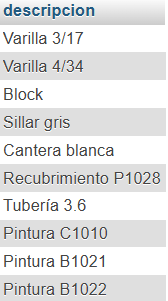 descripcion
Varilla 3/17
Varilla 4/34
Block
Sillar gris
Cantera blanca
Recubrimiento P1028
Tubería 3.6
Pintura C1010
Pintura B1021
Pintura B1022